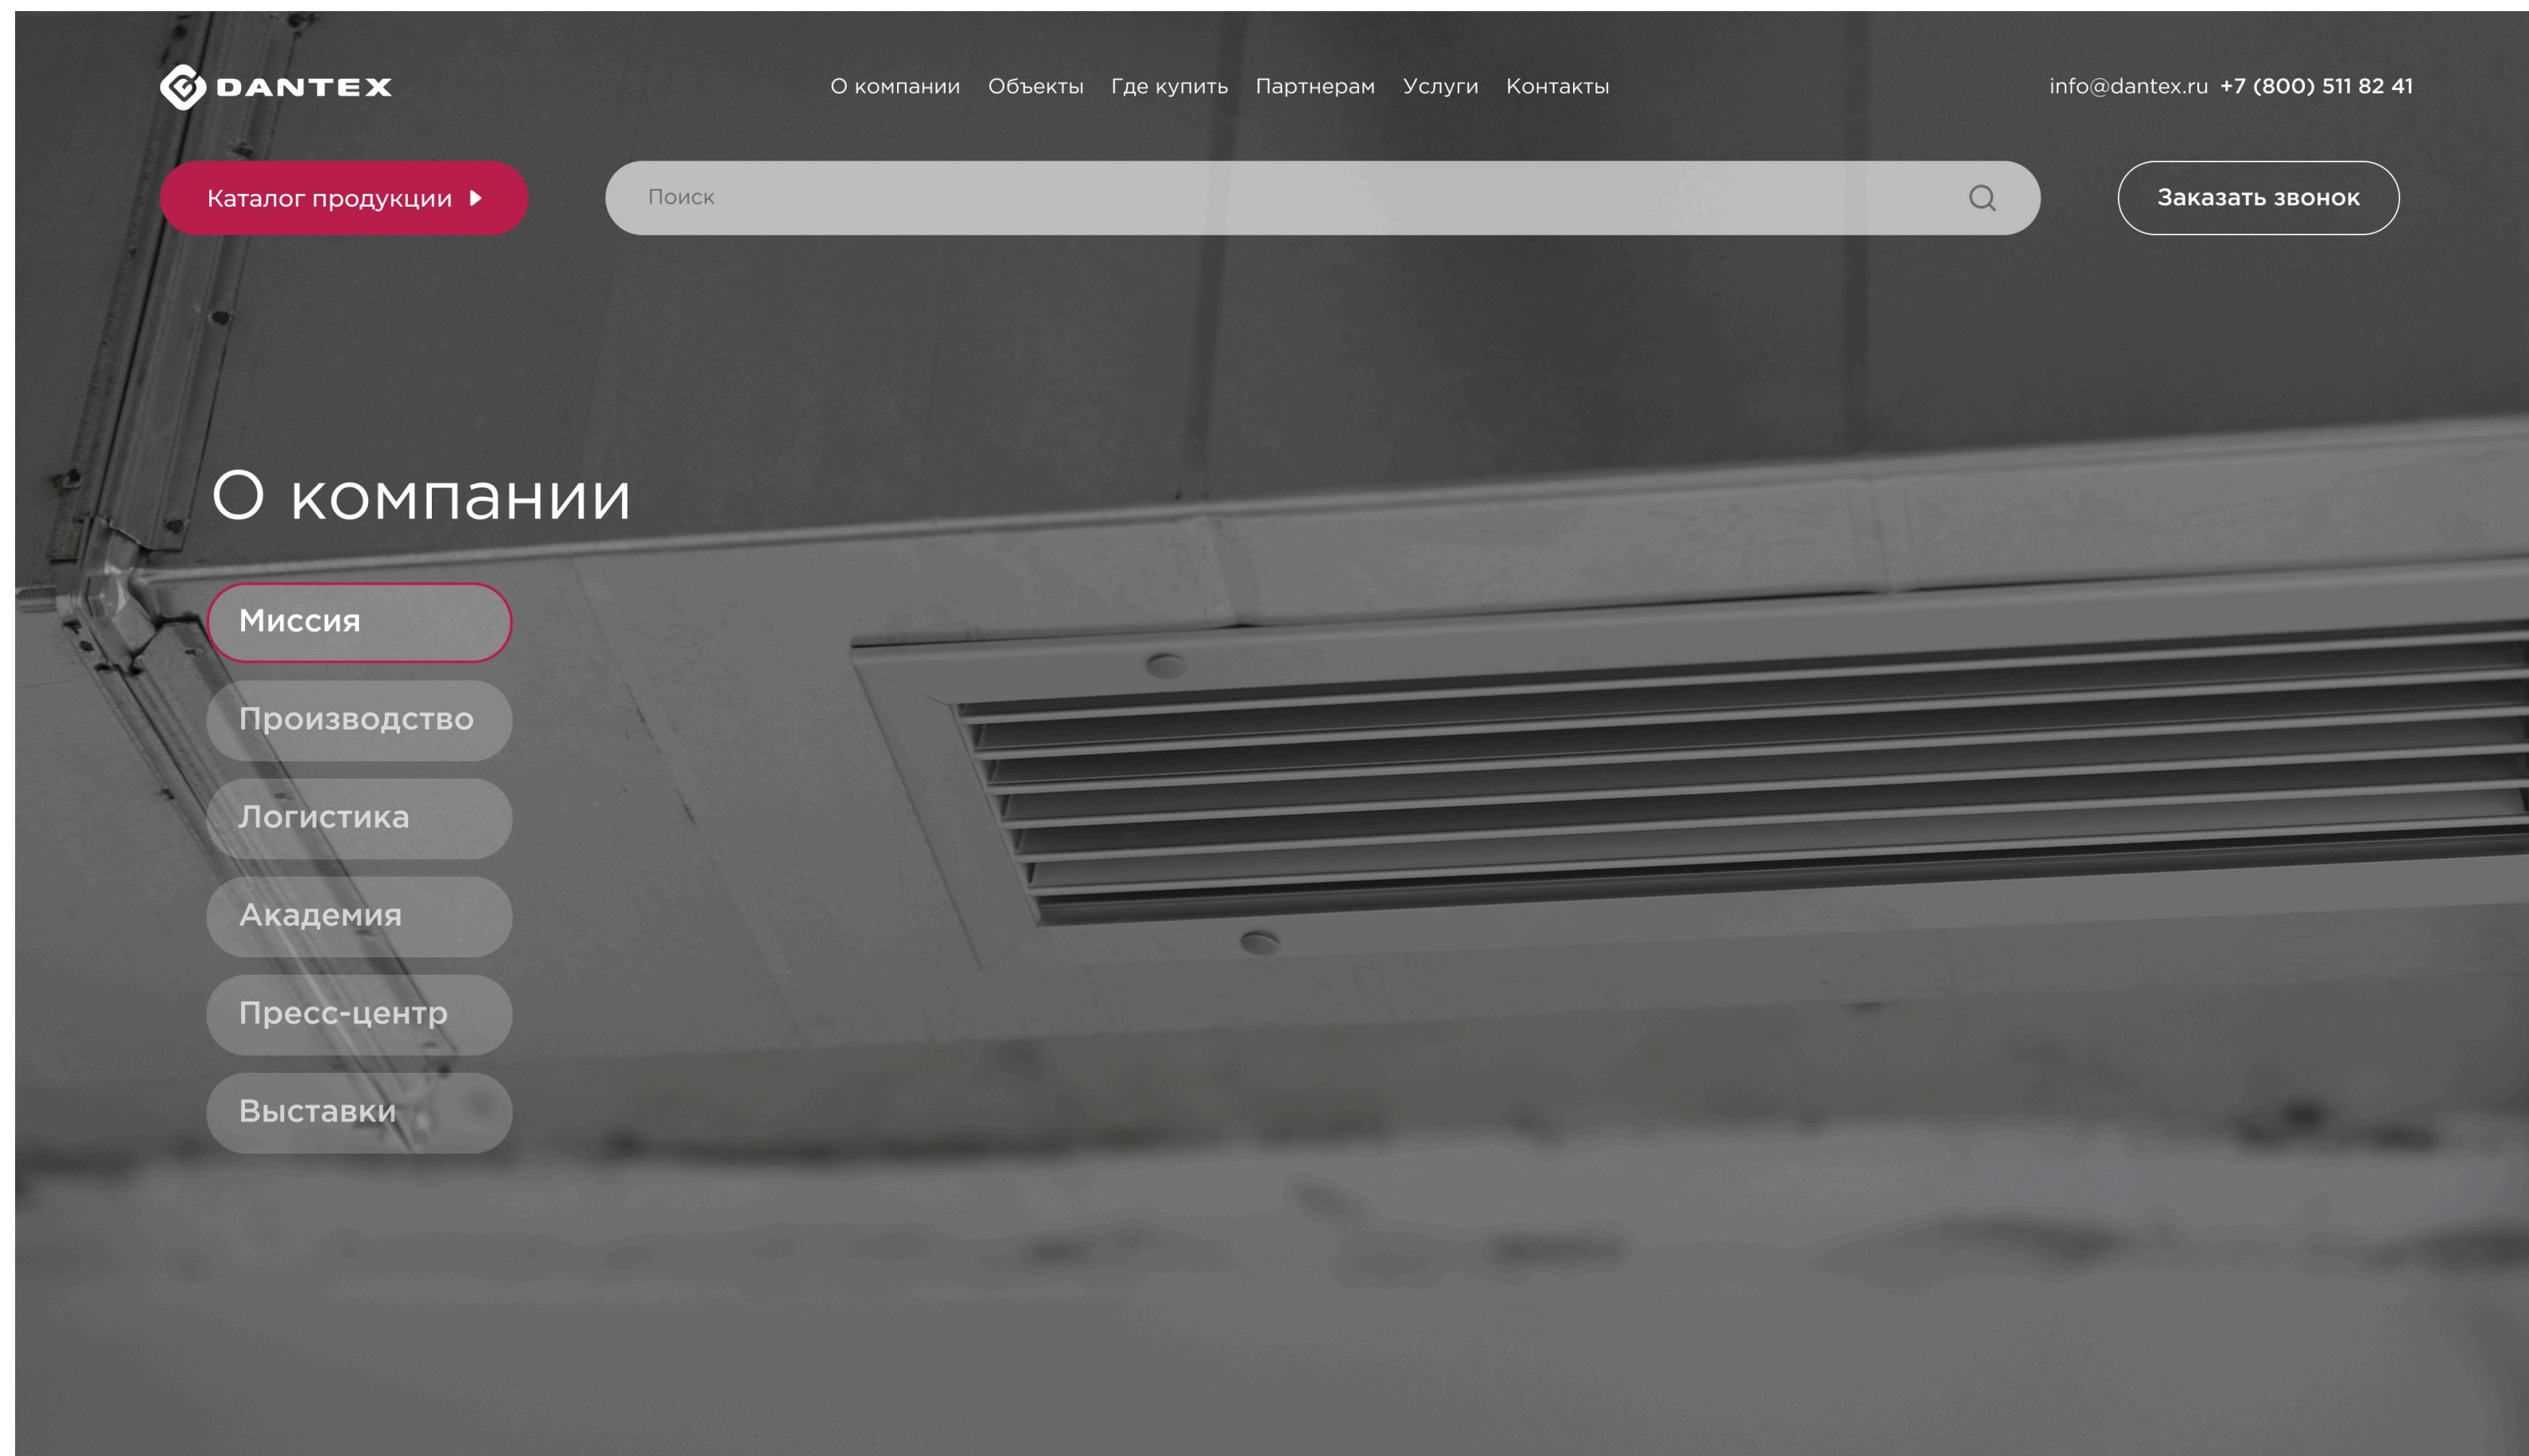 DANTEX
О компании Объекты Где купить Партнерам Услуги Контакты
info@dantex.ru +7 (800) 511 82 41
Каталог продукции
Поиск
Заказать звонок
О компании
Миссия
Производство
Логистика
Академия
Пресс-центр
Выставки